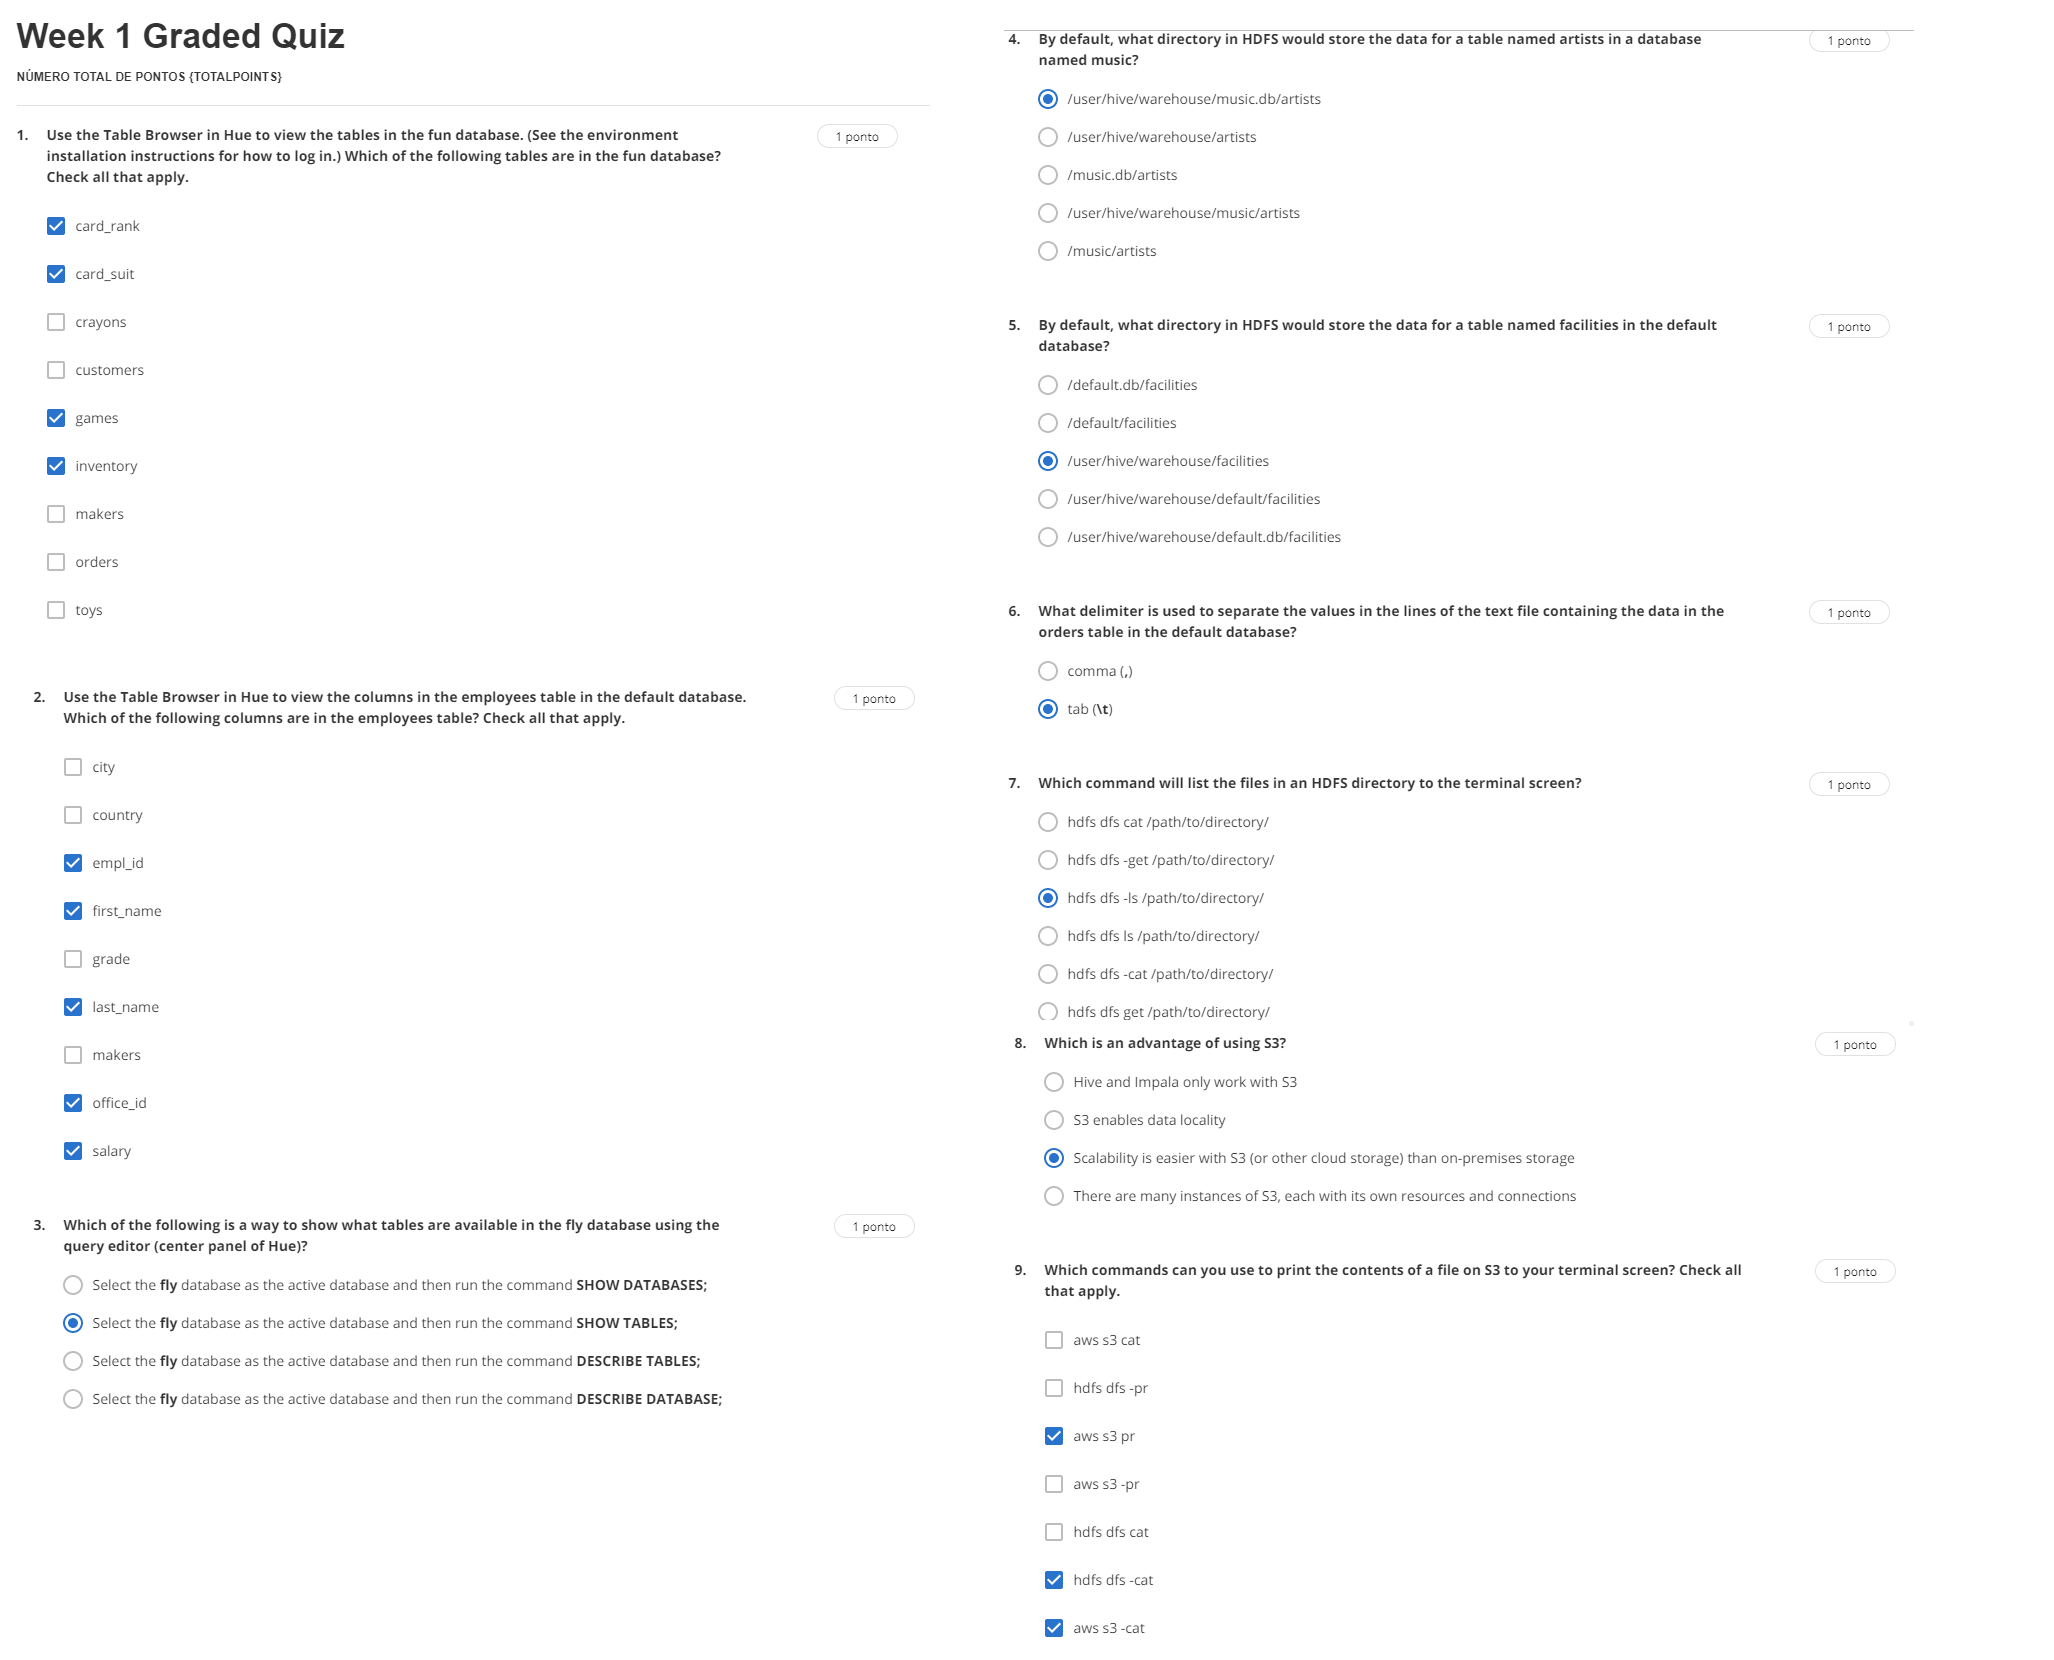 Week 1 Graded Quiz
NÚMERO TOTAL DE PONTOS {TOTALPOINTS}
1. Use the Table Browser in Hue to view the tables in the fun database. (See the environment
installation instructions for how to log in.) Which of the following tables are in the fun database?
Check all that apply.
1 ponto
card_rank
card_suit
crayons
customers
games
inventory
makers
orders
toys
2. Use the Table Browser in Hue to view the columns in the employees table in the default database.
Which of the following columns are in the employees table? Check all that apply.
1 ponto
city
country
empl_id
first_name
grade
last_name
makers
office_id
salary
3. Which of the following is a way to show what tables are available in the fly database using the
query editor (center panel of Hue)?
1 ponto
Select the fly database as the active database and then run the command SHOW DATABASES;
Select the fly database as the active database and then run the command SHOW TABLES;
Select the fly database as the active database and then run the command DESCRIBE TABLES;
Select the fly database as the active database and then run the command DESCRIBE DATABASE;
4. By default, what directory in HDFS would store the data for a table named artists in a database
named music?
1 ponto
/user/hive/warehouse/music.db/artists
/user/hive/warehouse/artists
/music.db/artists
/user/hive/warehouse/music/artists
/music/artists
5. By default, what directory in HDFS would store the data for a table named facilities in the default
database?
1 ponto
/default.db/facilities
/default/facilities
/user/hive/warehouse/facilities
/user/hive/warehouse/default/facilities
/user/hive/warehouse/default.db/facilities
6. What delimiter is used to separate the values in the lines of the text file containing the data in the
orders table in the default database?
1 ponto
comma (,)
tab (\t)
7. Which command will list the files in an HDFS directory to the terminal screen?
1 ponto
hdfs dfs cat /path/to/directory/
hdfs dfs -get /path/to/directory/
hdfs dfs -ls /path/to/directory/
hdfs dfs ls /path/to/directory/
hdfs dfs -cat /path/to/directory/
hdfs dfs get /path/to/directory/
8. Which is an advantage of using S3?
1 ponto
Hive and Impala only work with S3
S3 enables data locality
Scalability is easier with S3 (or other cloud storage) than on-premises storage
There are many instances of S3, each with its own resources and connections
9. Which commands can you use to print the contents of a file on S3 to your terminal screen? Check all
that apply.
1 ponto
aws s3 cat
hdfs dfs -pr
aws s3 pr
aws s3 -pr
hdfs dfs cat
hdfs dfs -cat
aws s3 -cat